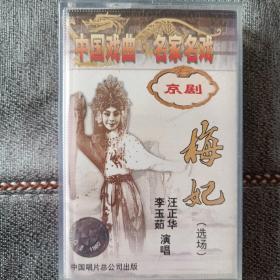 中国戏曲 名家名戏
京剧
梅妃
(选场)
汪正华
李玉茹 演唱
中国唱片总公司出版